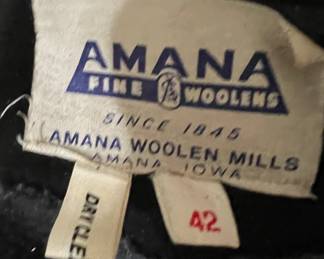 AMANA
FINE WOOLENS
SINCE 1845
AMANA WOOLEN MILLS
AMANA, IOWA
DRY CLE
42